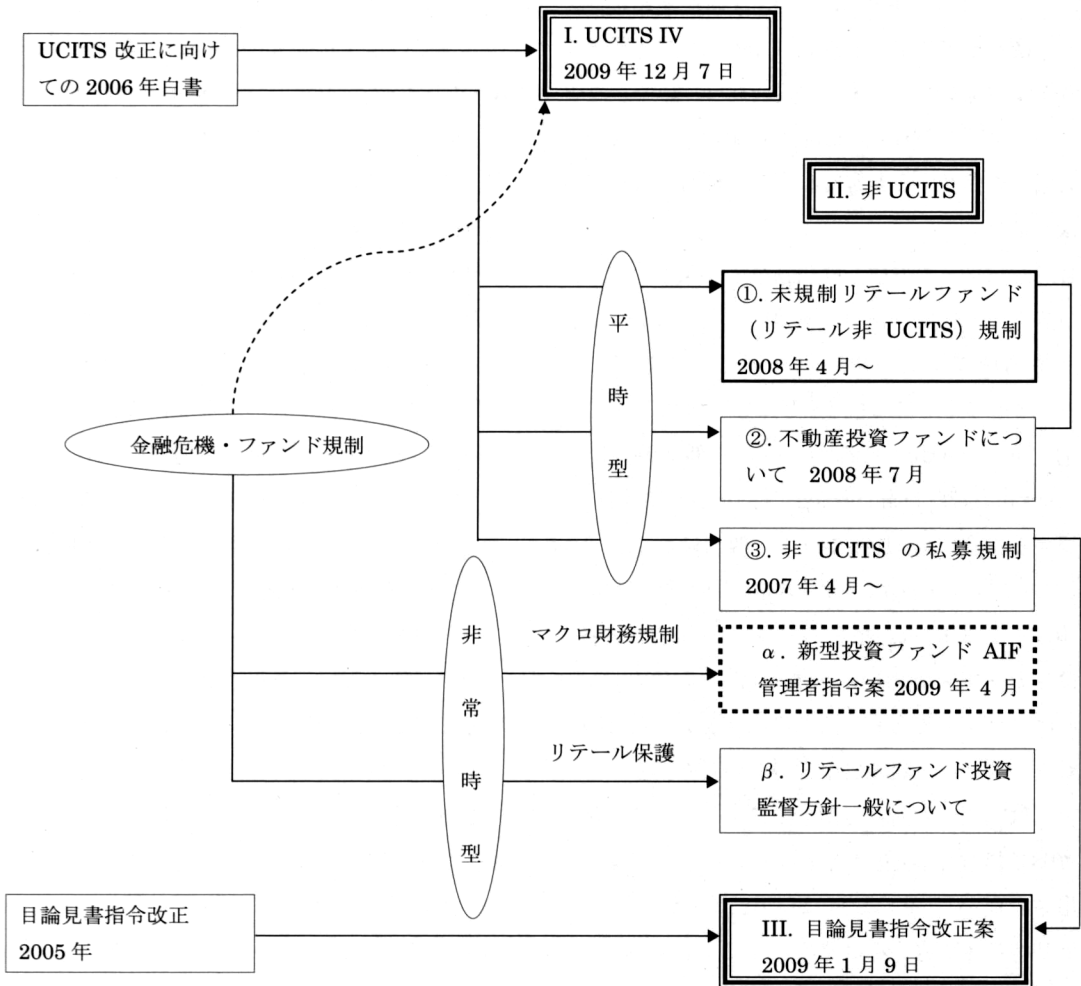 UCITS 改正に向け
ての 2006 年白書
I. UCITS IV
2009 年 12 月 7 日
II. 非 UCITS
平時型
①. 未規制リテールファンド
（リテール非 UCITS）規制
2008 年 4 月～
金融危機・ファンド規制
②. 不動産投資ファンドにつ
いて 2008 年 7 月
③. 非 UCITS の私募規制
2007 年 4 月～
非常時型
マクロ財務規制
α. 新型投資ファンド AIF
管理者指令案 2009 年 4 月
リテール保護
β. リテールファンド投資
監督方針一般について
目論見書指令改正
2005 年
III. 目論見書指令改正案
2009 年 1 月 9 日